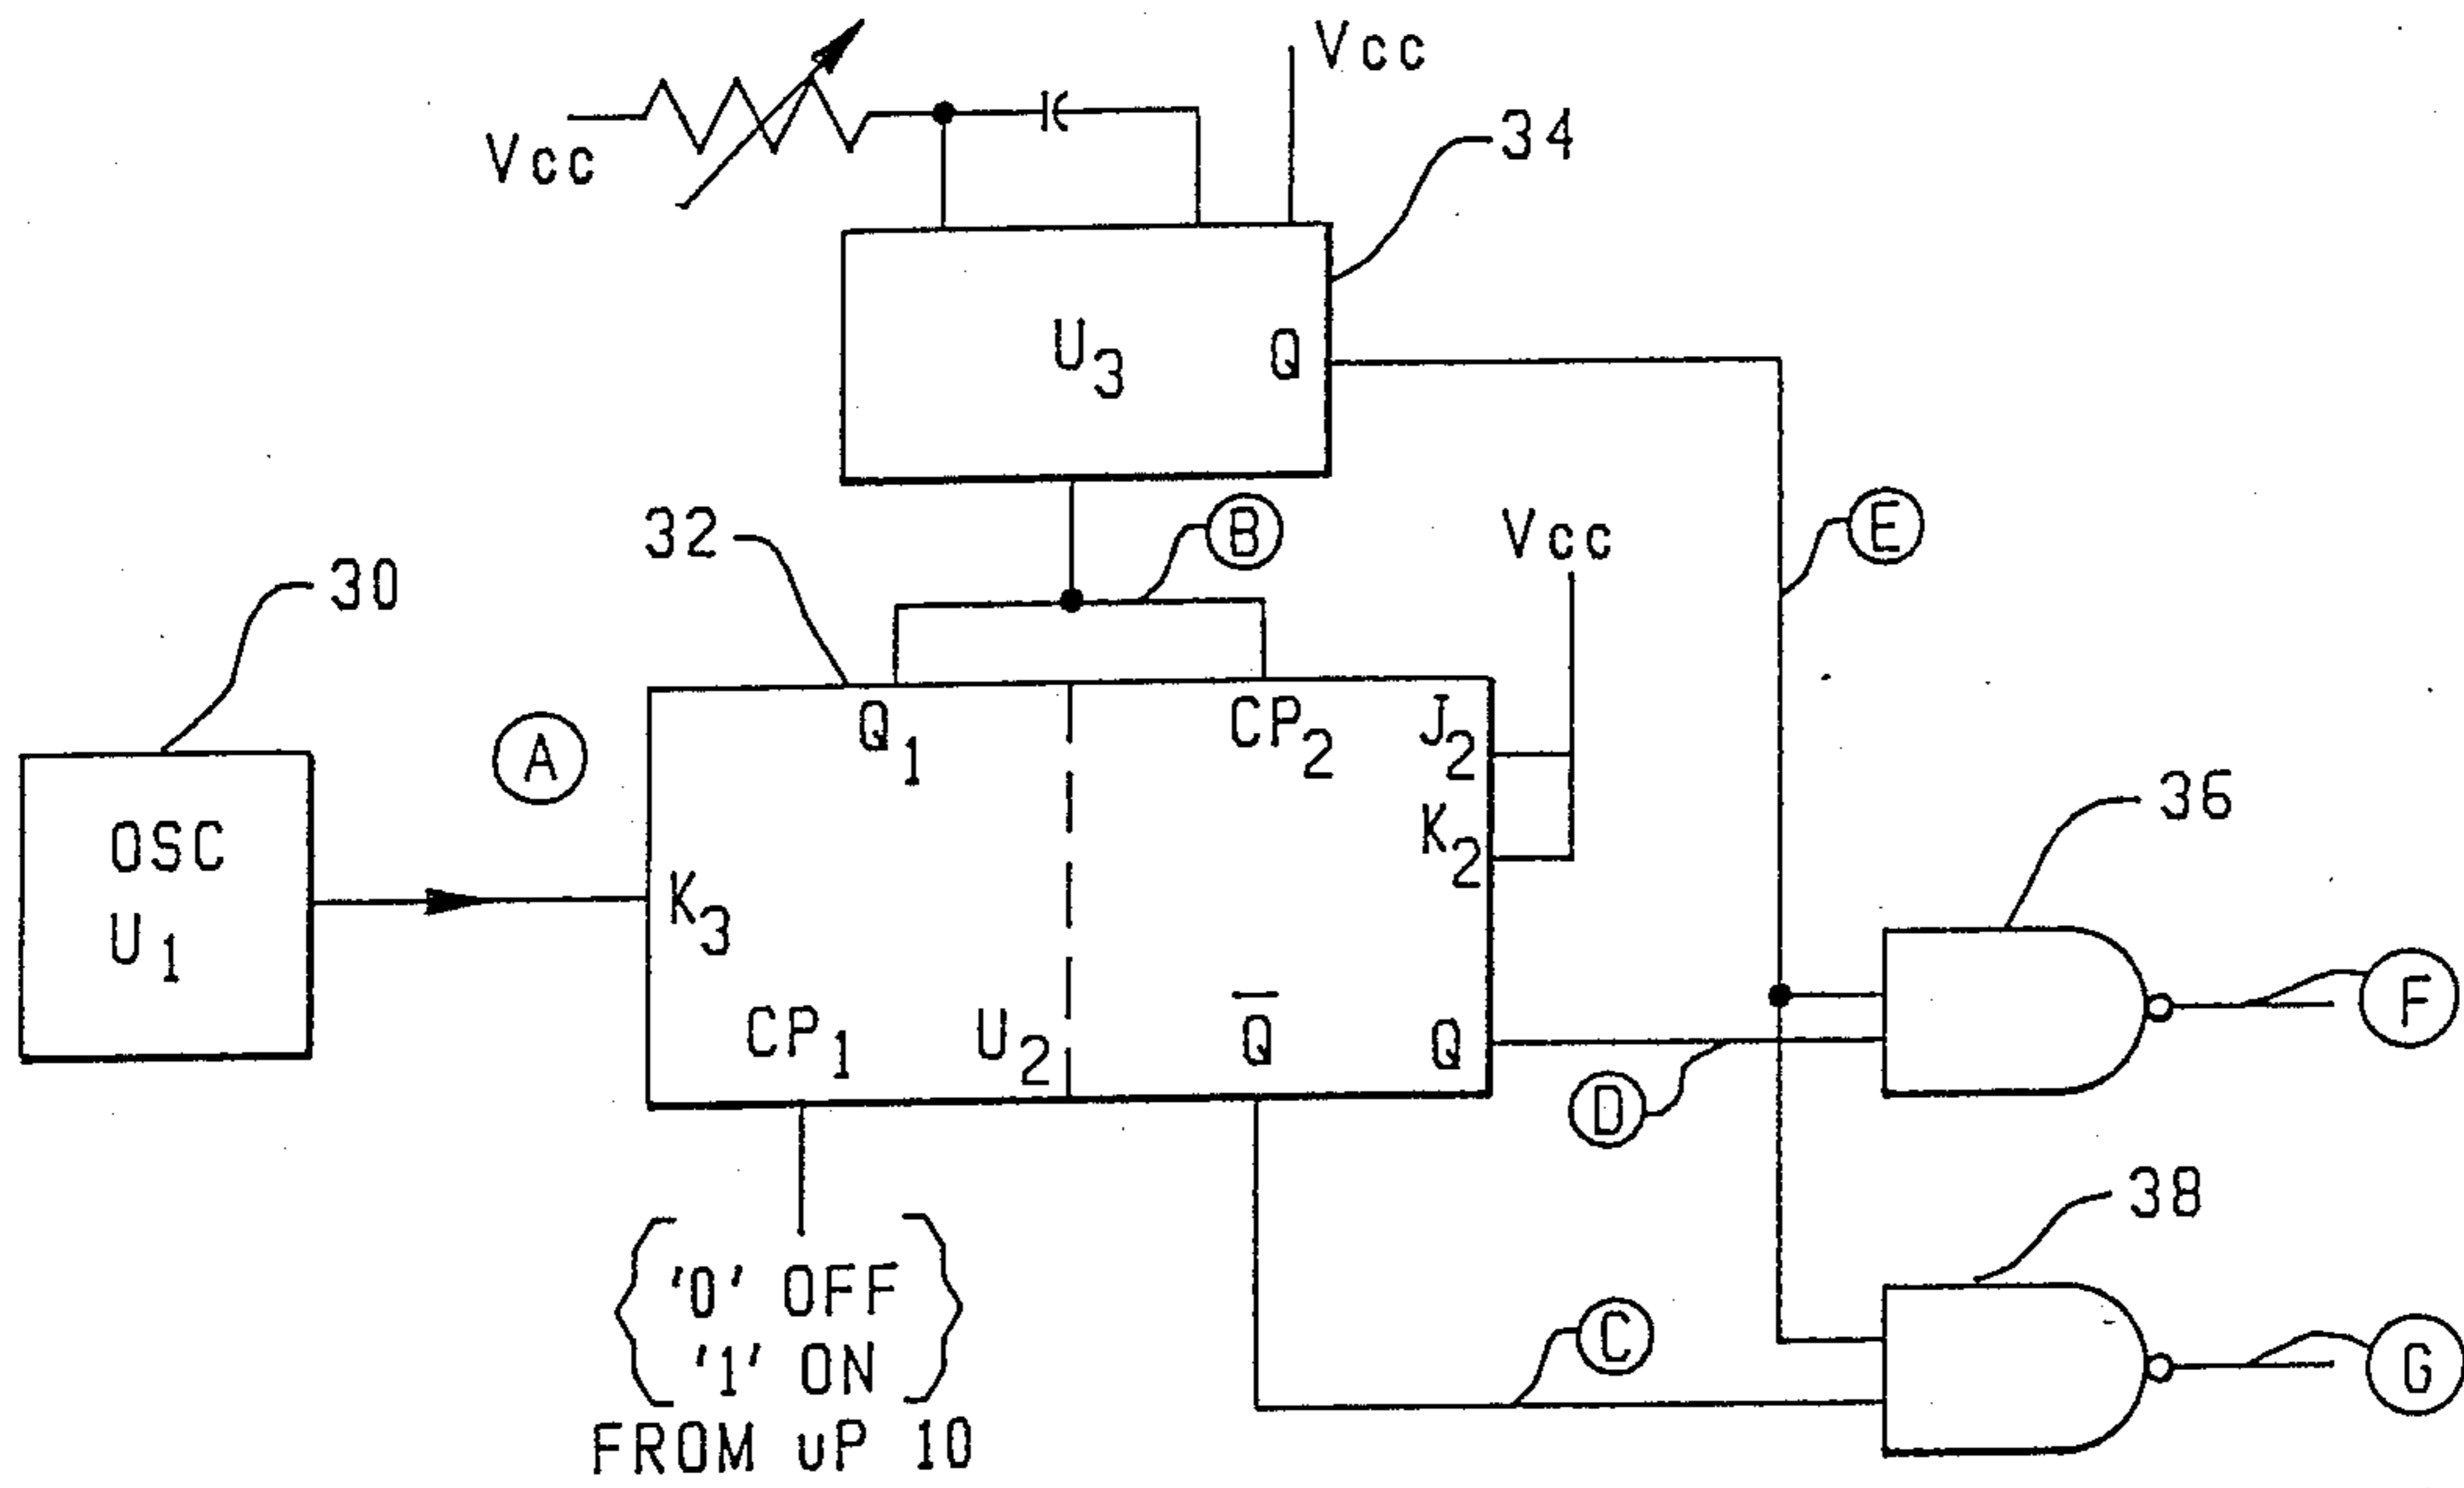 Vcc
Vcc
34
U3
Q
32
B
Vcc
E
30
A
Q1
CP2
J2
K2
36
OSC
U1
K3
F
CP1
U2
Q̅
Q
D
38
'0' OFF
'1' ON
C
G
FROM uP 10